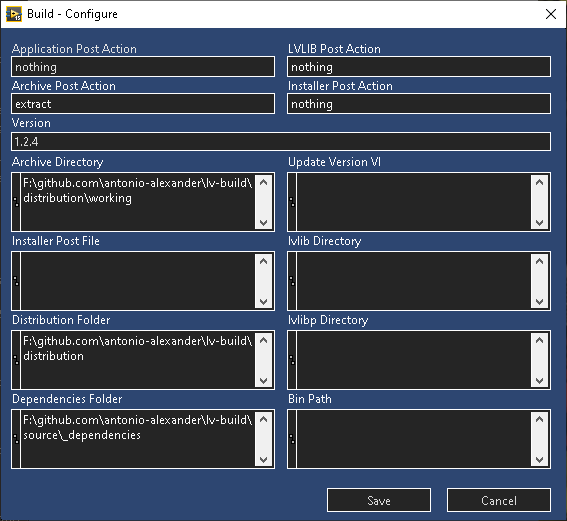 Build - Configure
Application Post Action
LVLIB Post Action
nothing
nothing
Archive Post Action
Installer Post Action
extract
nothing
Version
1.2.4
Archive Directory
Update Version VI
F:\github.com\antonio-alexander\lv-build\
distribution\working
Installer Post File
lvlib Directory
Distribution Folder
lvlibp Directory
F:\github.com\antonio-alexander\lv-build\
distribution
Dependencies Folder
Bin Path
F:\github.com\antonio-alexander\lv-build\
source\_dependencies
Save
Cancel